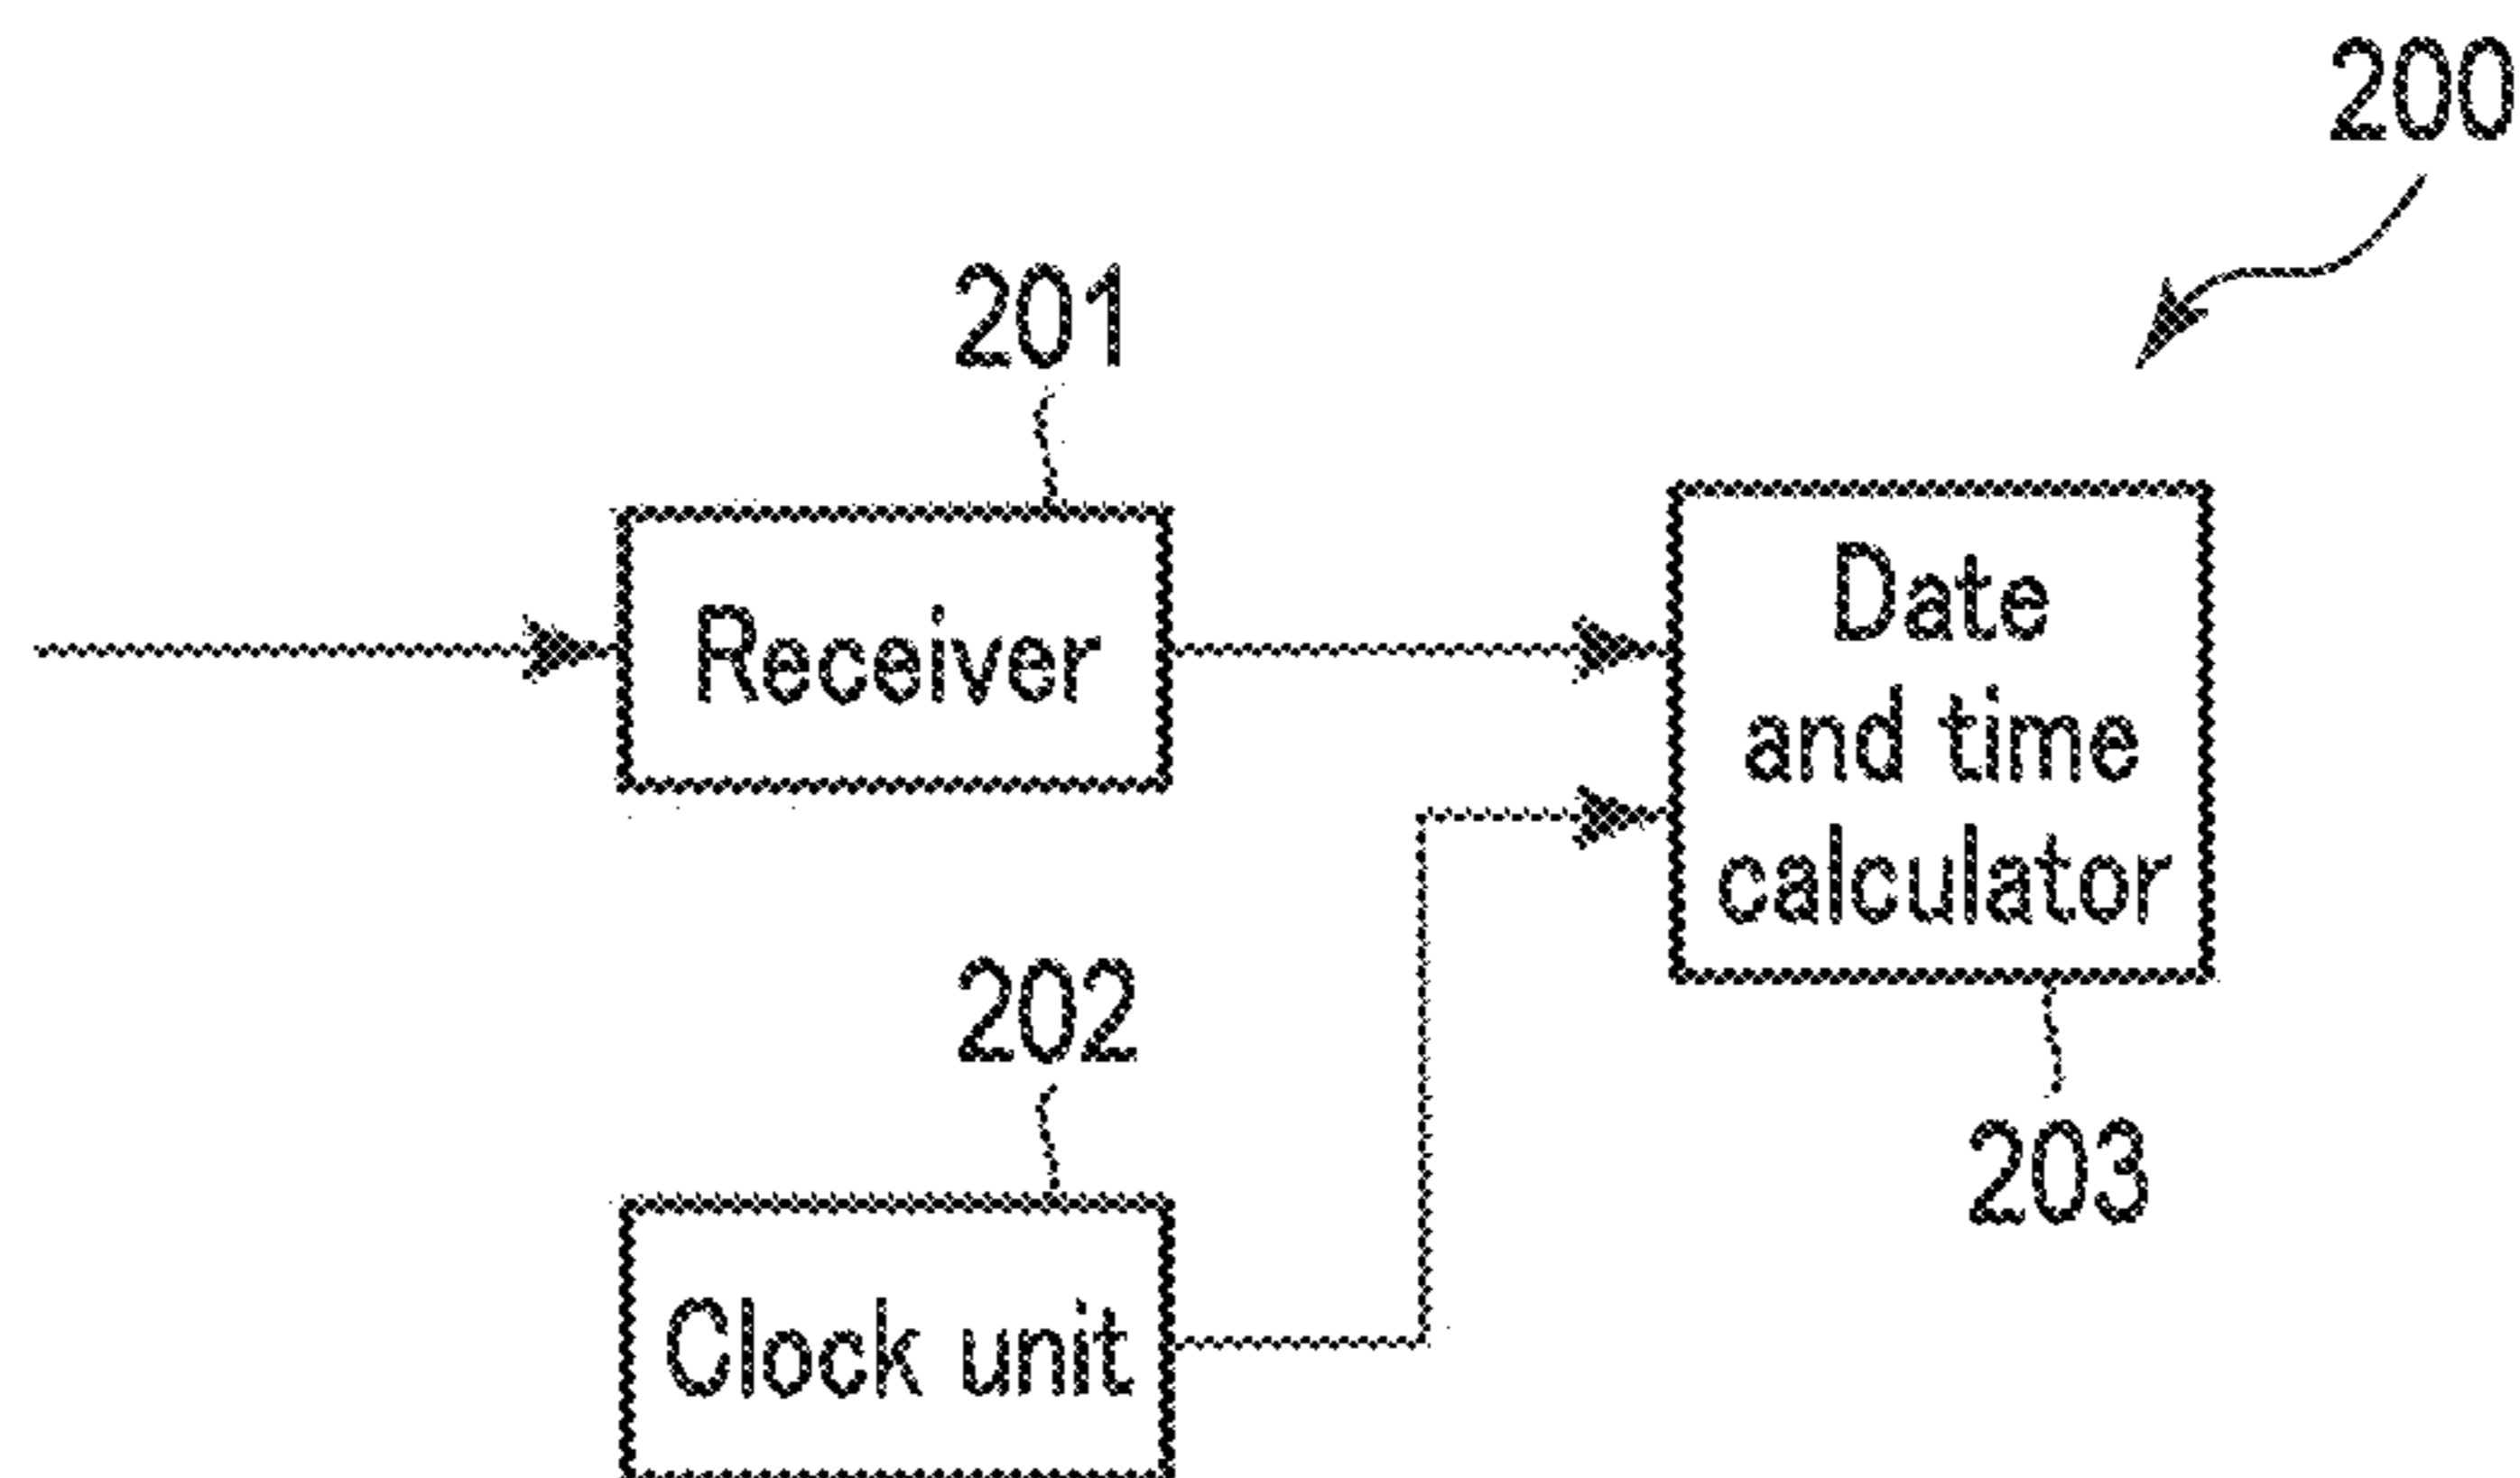 200
201
Receiver
Date
and time
calculator
202
203
Clock unit